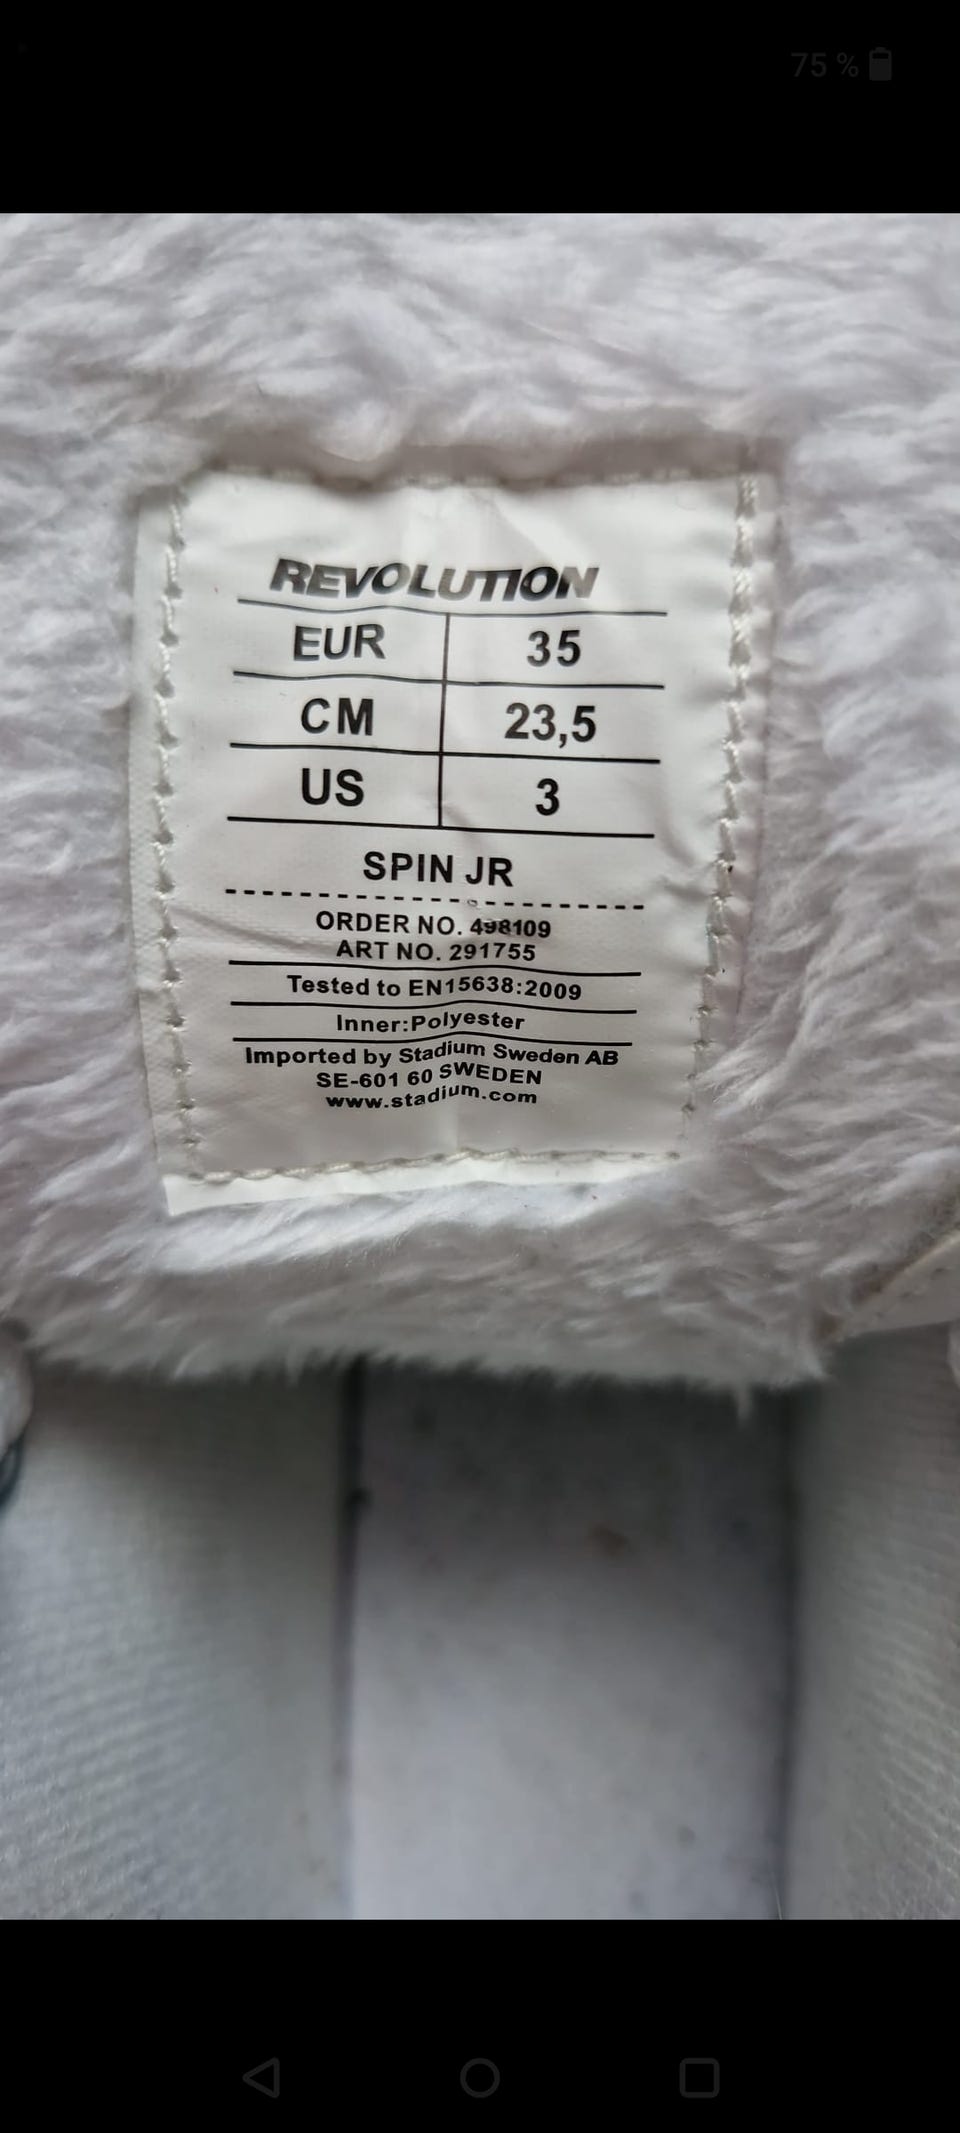 75 %
REVOLUTION
EUR 35
CM 23,5
US 3
SPIN JR
ORDER NO. 498109
ART NO. 291755
Tested to EN15638:2009
Inner:Polyester
Imported by Stadium Sweden AB
SE-601 60 SWEDEN
www.stadium.com